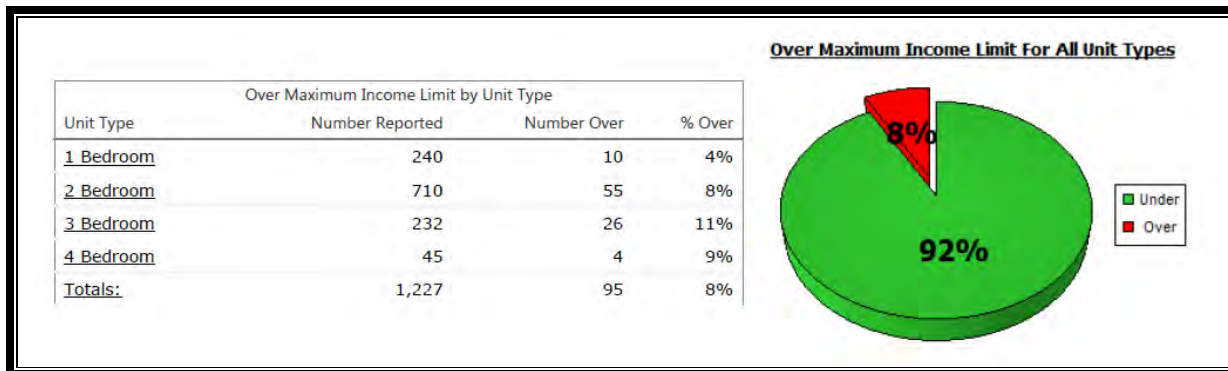 Over Maximum Income Limit For All Unit Types
Over Maximum Income Limit by Unit Type
Unit Type Number Reported Number Over % Over
1 Bedroom 240 10 4%
2 Bedroom 710 55 8%
3 Bedroom 232 26 11%
4 Bedroom 45 4 9%
Totals: 1,227 95 8%
8%
92%
Under
Over